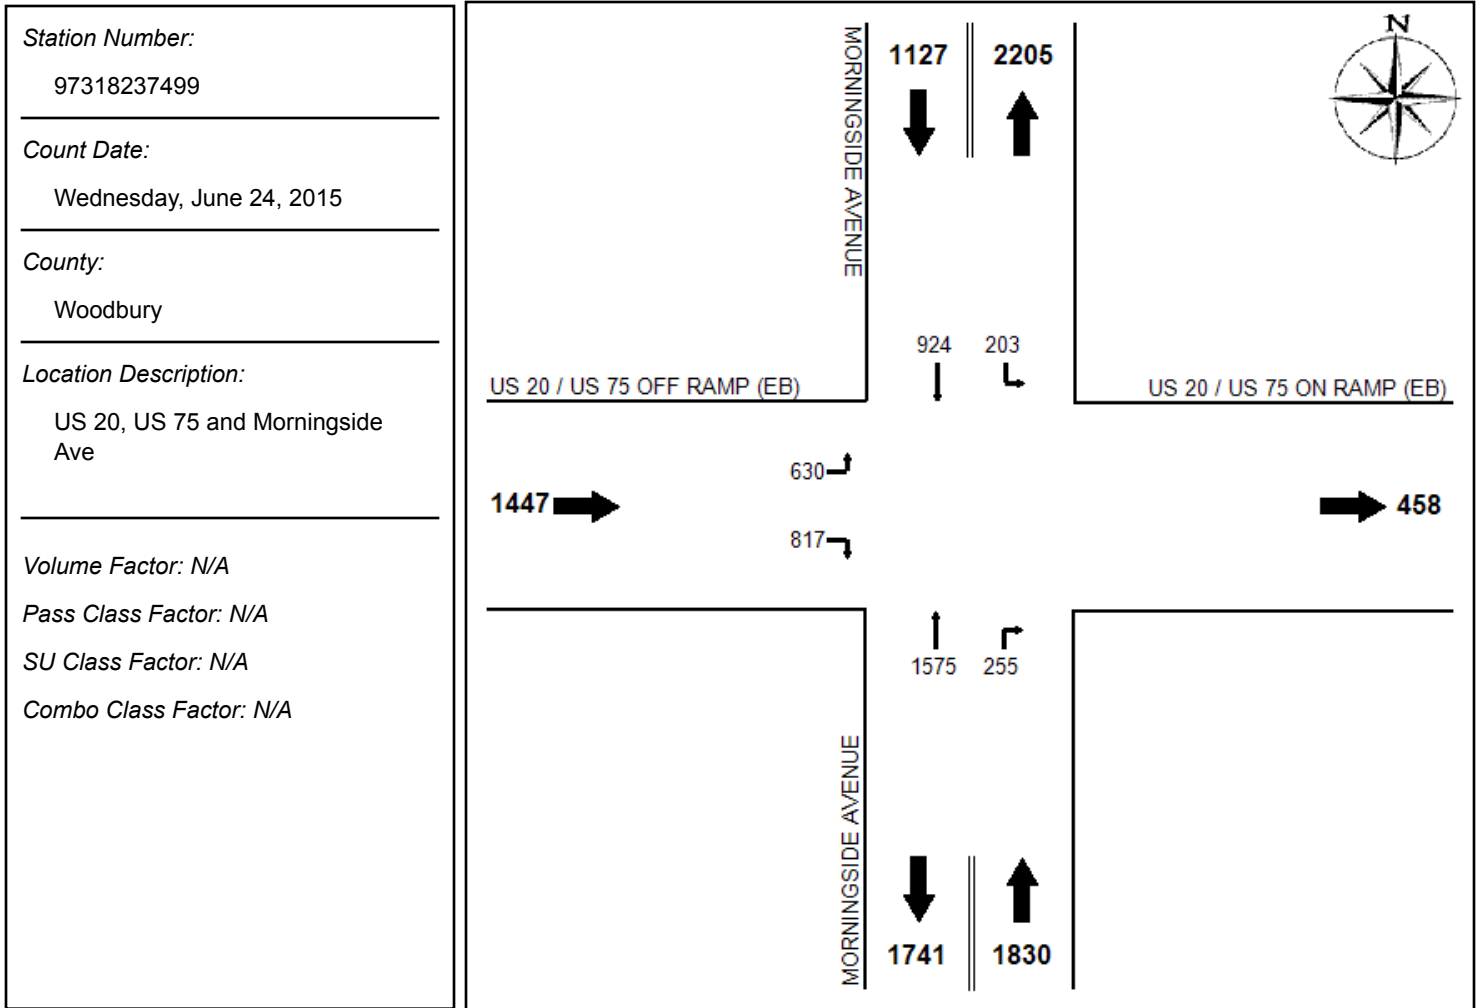 Station Number:
97318237499
Count Date:
Wednesday, June 24, 2015
County:
Woodbury
Location Description:
US 20, US 75 and Morningside
Ave
Volume Factor: N/A
Pass Class Factor: N/A
SU Class Factor: N/A
Combo Class Factor: N/A
N
MORNINGSIDE AVENUE
1127 2205
924 203
US 20 / US 75 OFF RAMP (EB)
US 20 / US 75 ON RAMP (EB)
630
1447
458
817
1575 255
MORNINGSIDE AVENUE
1741 1830